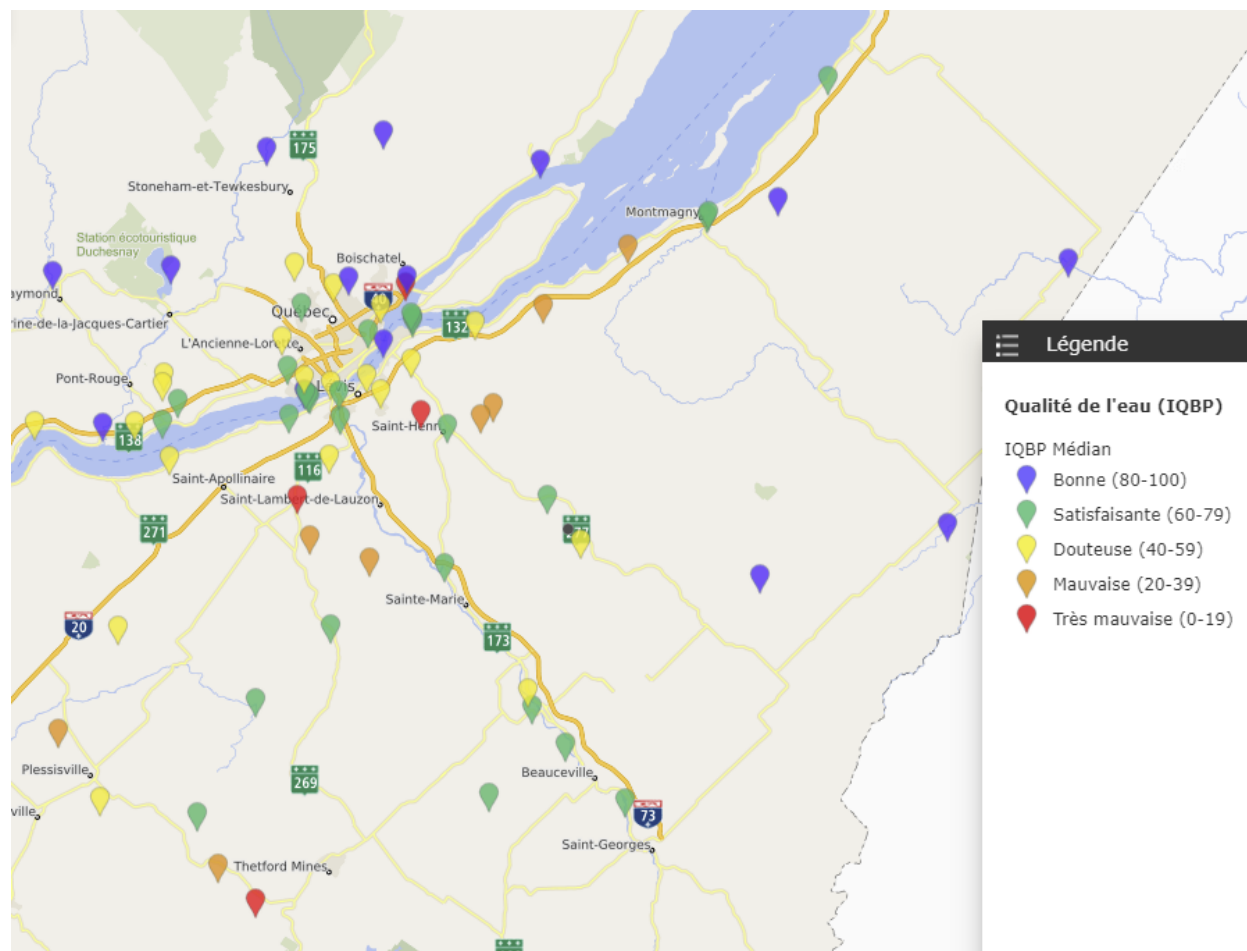 175
Stoneham-et-Tewkesbury
Montmagny
Station écotouristique
Duchesnay
Boischatel
aymond
40
Québec
rine-de-la-Jacques-Cartier
132
L'Ancienne-Lorette
Légende
Pont-Rouge
Lévis
Qualité de l'eau (IQBP)
138
Saint-Henri
IQBP Médian
116
Saint-Apollinaire
Bonne (80-100)
Saint-Lambert-de-Lauzon
Satisfaisante (60-79)
271
277
Douteuse (40-59)
Mauvaise (20-39)
Sainte-Marie
Très mauvaise (0-19)
20
173
Plessisville
Beauceville
269
ville
73
Saint-Georges
Thetford Mines